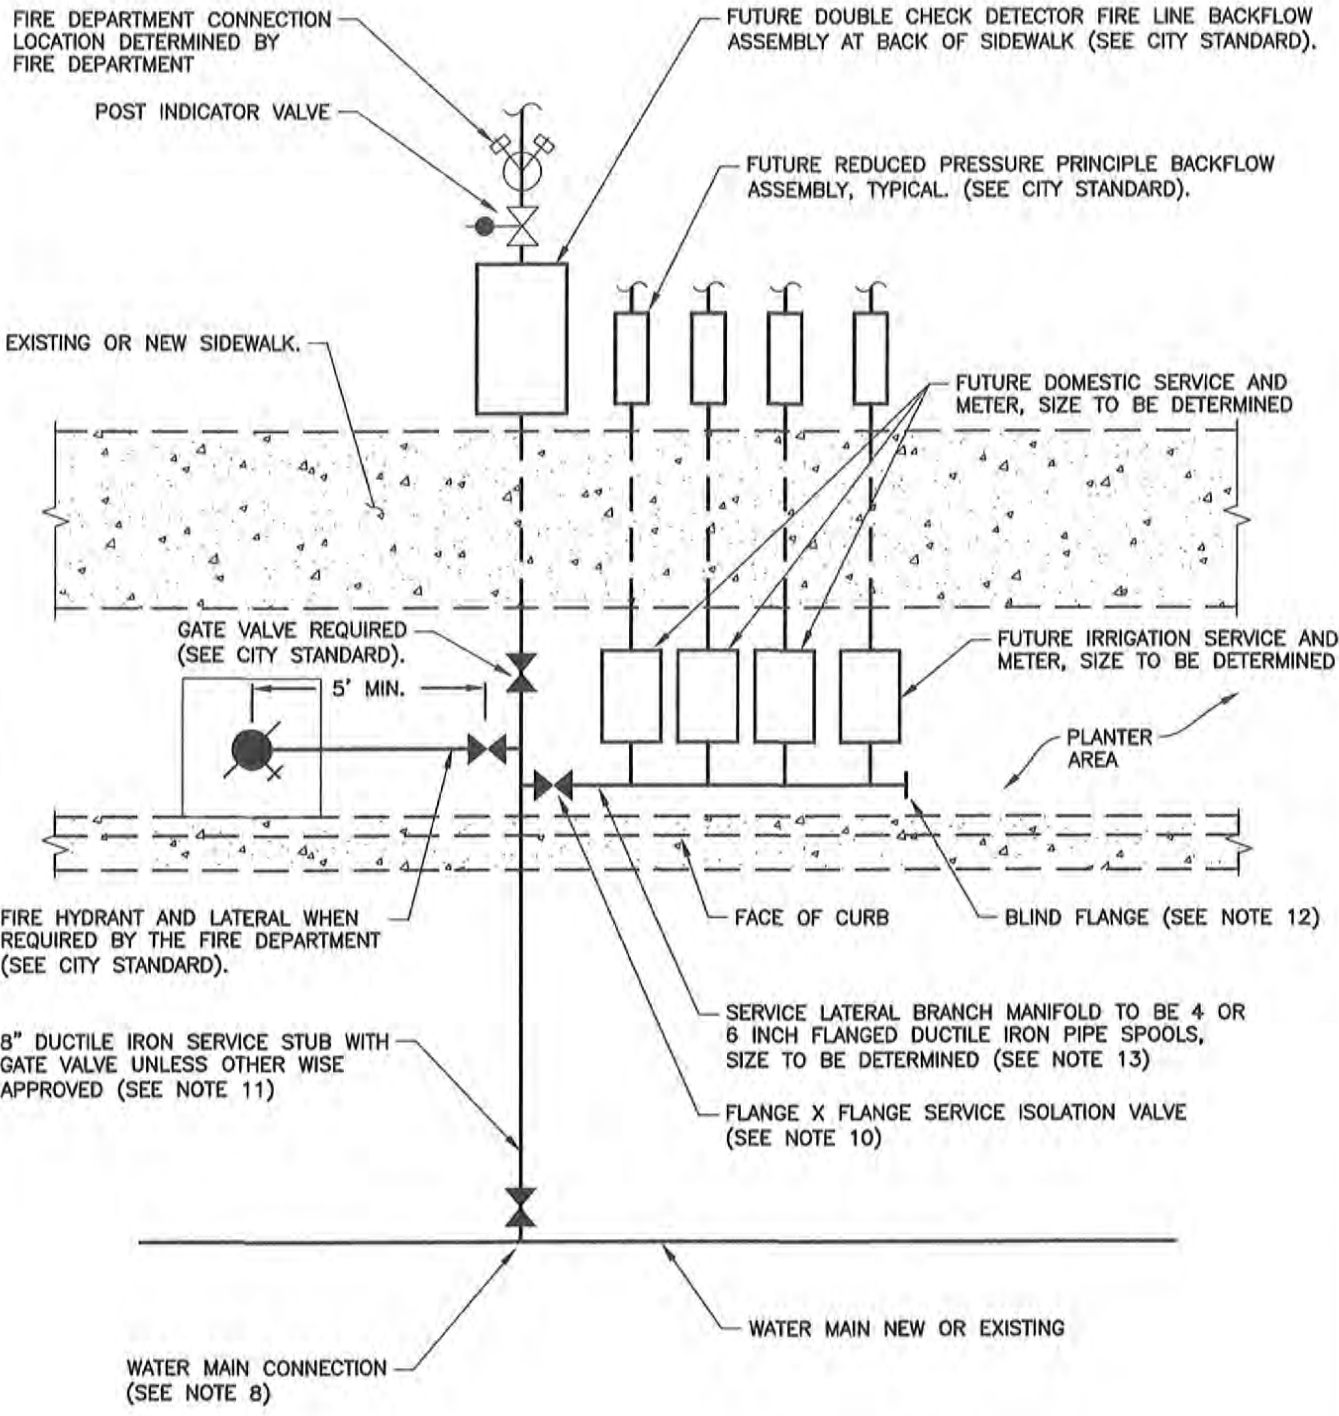 FIRE DEPARTMENT CONNECTION
LOCATION DETERMINED BY
FIRE DEPARTMENT
FUTURE DOUBLE CHECK DETECTOR FIRE LINE BACKFLOW
ASSEMBLY AT BACK OF SIDEWALK (SEE CITY STANDARD).
POST INDICATOR VALVE
FUTURE REDUCED PRESSURE PRINCIPLE BACKFLOW
ASSEMBLY, TYPICAL. (SEE CITY STANDARD).
EXISTING OR NEW SIDEWALK.
FUTURE DOMESTIC SERVICE AND
METER, SIZE TO BE DETERMINED
GATE VALVE REQUIRED
(SEE CITY STANDARD).
FUTURE IRRIGATION SERVICE AND
METER, SIZE TO BE DETERMINED
5' MIN.
PLANTER
AREA
FIRE HYDRANT AND LATERAL WHEN
REQUIRED BY THE FIRE DEPARTMENT
(SEE CITY STANDARD).
FACE OF CURB
BLIND FLANGE (SEE NOTE 12)
SERVICE LATERAL BRANCH MANIFOLD TO BE 4 OR
6 INCH FLANGED DUCTILE IRON PIPE SPOOLS,
SIZE TO BE DETERMINED (SEE NOTE 13)
8" DUCTILE IRON SERVICE STUB WITH
GATE VALVE UNLESS OTHER WISE
APPROVED (SEE NOTE 11)
FLANGE X FLANGE SERVICE ISOLATION VALVE
(SEE NOTE 10)
WATER MAIN NEW OR EXISTING
WATER MAIN CONNECTION
(SEE NOTE 8)